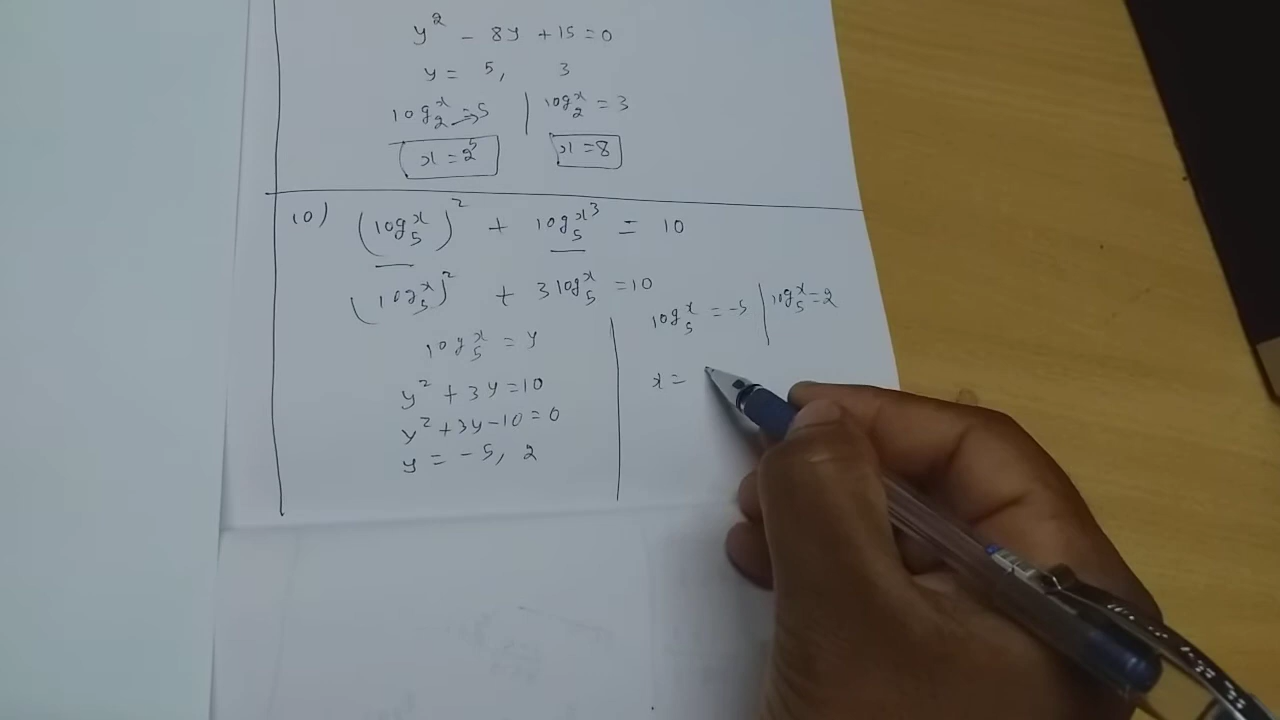 y² - 8y + 15 = 0
y = 5, 3
log₂ˣ = 5 | log₂ˣ = 3
x = 2⁵ x = 8
10) (log₅ˣ)² + log₅ˣ³ = 10
(log₅ˣ)² + 3 log₅ˣ = 10
log₅ˣ = y
y² + 3y = 10
y² + 3y - 10 = 0
y = -5, 2
log₅ˣ = -5 | log₅ˣ = 2
x =